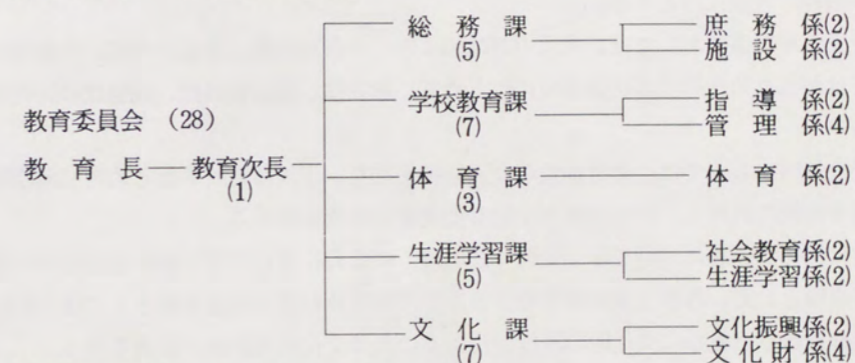 総務課
(5)
庶務係(2)
施設係(2)
学校教育課
(7)
指導係(2)
管理係(4)
教育委員会 (28)
教育長 教育次長
(1)
体育課
(3)
体育係(2)
生涯学習課
(5)
社会教育係(2)
生涯学習係(2)
文化課
(7)
文化振興係(2)
文化財係(4)